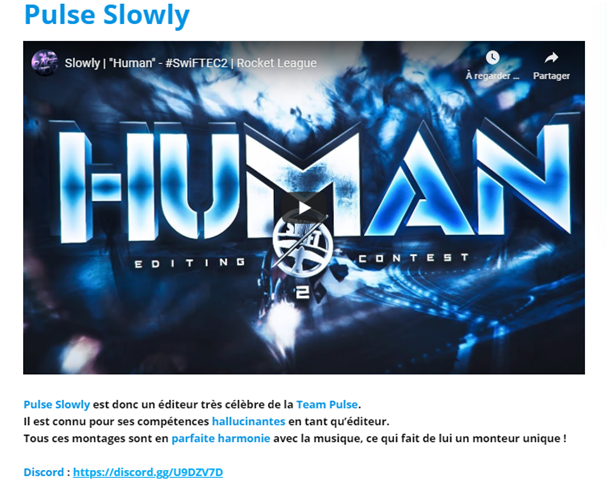 Pulse Slowly
Slowly | "Human" - #SwiFTEC2 | Rocket League
À regarder ...
Partager
HUMAN
EDITING CONTEST
2
Pulse Slowly est donc un éditeur très célèbre de la Team Pulse.
Il est connu pour ses compétences hallucinantes en tant qu’éditeur.
Tous ces montages sont en parfaite harmonie avec la musique, ce qui fait de lui un monteur unique !
Discord : https://discord.gg/U9DZV7D